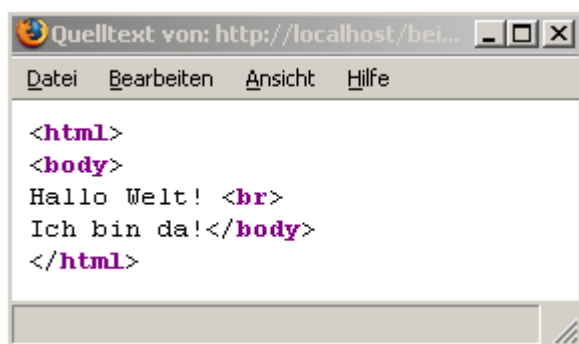 Quelltext von: http://localhost/bei...
Datei Bearbeiten Ansicht Hilfe
<html>
<body>
Hallo Welt! <br>
Ich bin da!</body>
</html>